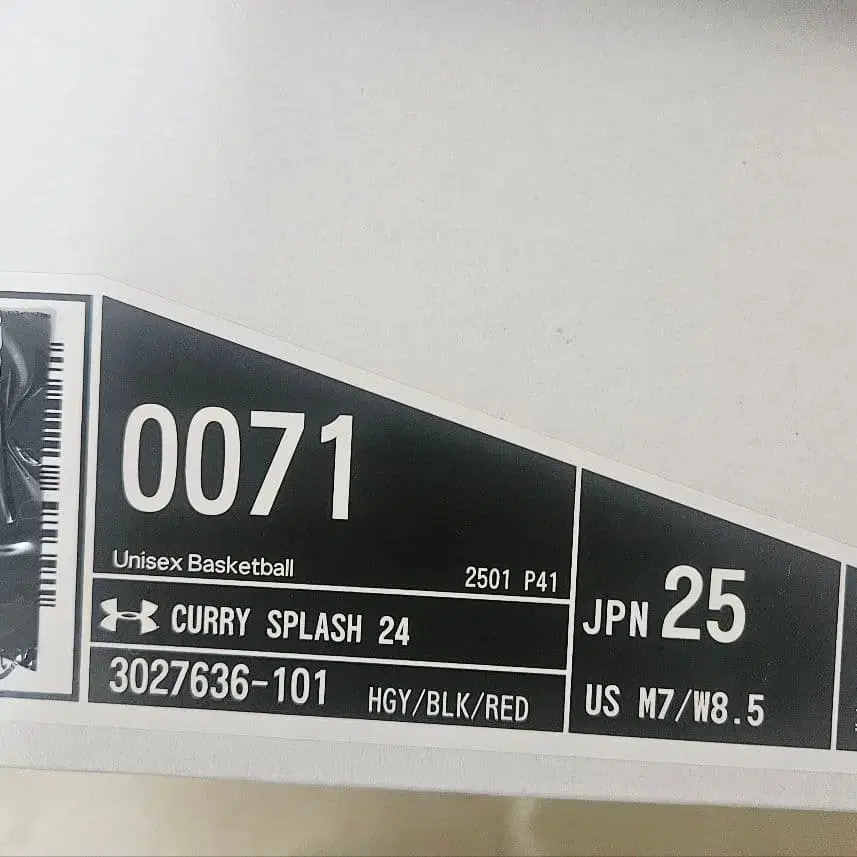 0071
Unisex Basketball
2501 P41
CURRY SPLASH 24
3027636-101 HGY/BLK/RED
JPN 25
US M7/W8.5